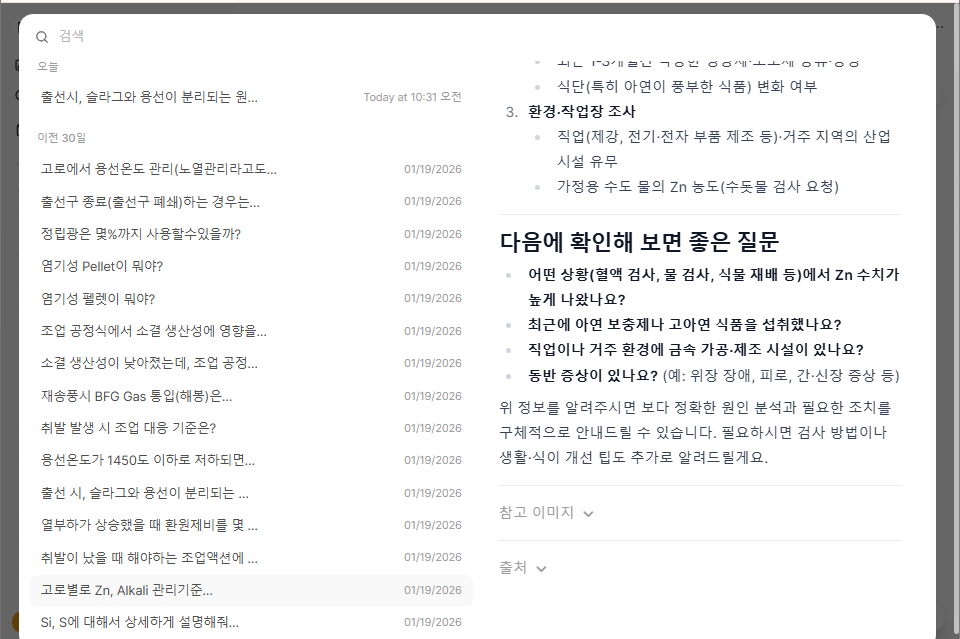 검색
오늘
출선시, 슬라그와 용선이 분리되는 원...
Today at 10:31 오전
이전 30일
고로에서 용선온도 관리(노열관리라고도...
01/19/2026
출선구 종료(출선구 폐쇄)하는 경우는...
01/19/2026
정립광은 몇%까지 사용할수있을까?
01/19/2026
염기성 Pellet이 뭐야?
01/19/2026
염기성 펠렛이 뭐야?
01/19/2026
조업 공정식에서 소결 생산성에 영향을...
01/19/2026
소결 생산성이 낮아졌는데, 조업 공정...
01/19/2026
재송풍시 BFG Gas 통입(해봉)은...
01/19/2026
취발 발생 시 조업 대응 기준은?
01/19/2026
용선온도가 1450도 이하로 저하되면...
01/19/2026
출선 시, 슬라그와 용선이 분리되는 ...
01/19/2026
열부하가 상승했을 때 환원제비를 몇 ...
01/19/2026
취발이 났을 때 해야하는 조업액션에 ...
01/19/2026
고로별로 Zn, Alkali 관리기준...
01/19/2026
Si, S에 대해서 상세하게 설명해줘...
01/19/2026
식단(특히 아연이 풍부한 식품) 변화 여부
3. 환경·작업장 조사
직업(제강, 전기·전자 부품 제조 등)·거주 지역의 산업
시설 유무
가정용 수도 물의 Zn 농도(수돗물 검사 요청)
다음에 확인해 보면 좋은 질문
어떤 상황(혈액 검사, 물 검사, 식물 재배 등)에서 Zn 수치가
높게 나왔나요?
최근에 아연 보충제나 고아연 식품을 섭취했나요?
직업이나 거주 환경에 금속 가공·제조 시설이 있나요?
동반 증상이 있나요? (예: 위장 장애, 피로, 간·신장 증상 등)
위 정보를 알려주시면 보다 정확한 원인 분석과 필요한 조치를
구체적으로 안내드릴 수 있습니다. 필요하시면 검사 방법이나
생활·식이 개선 팁도 추가로 알려드릴게요.
참고 이미지
출처